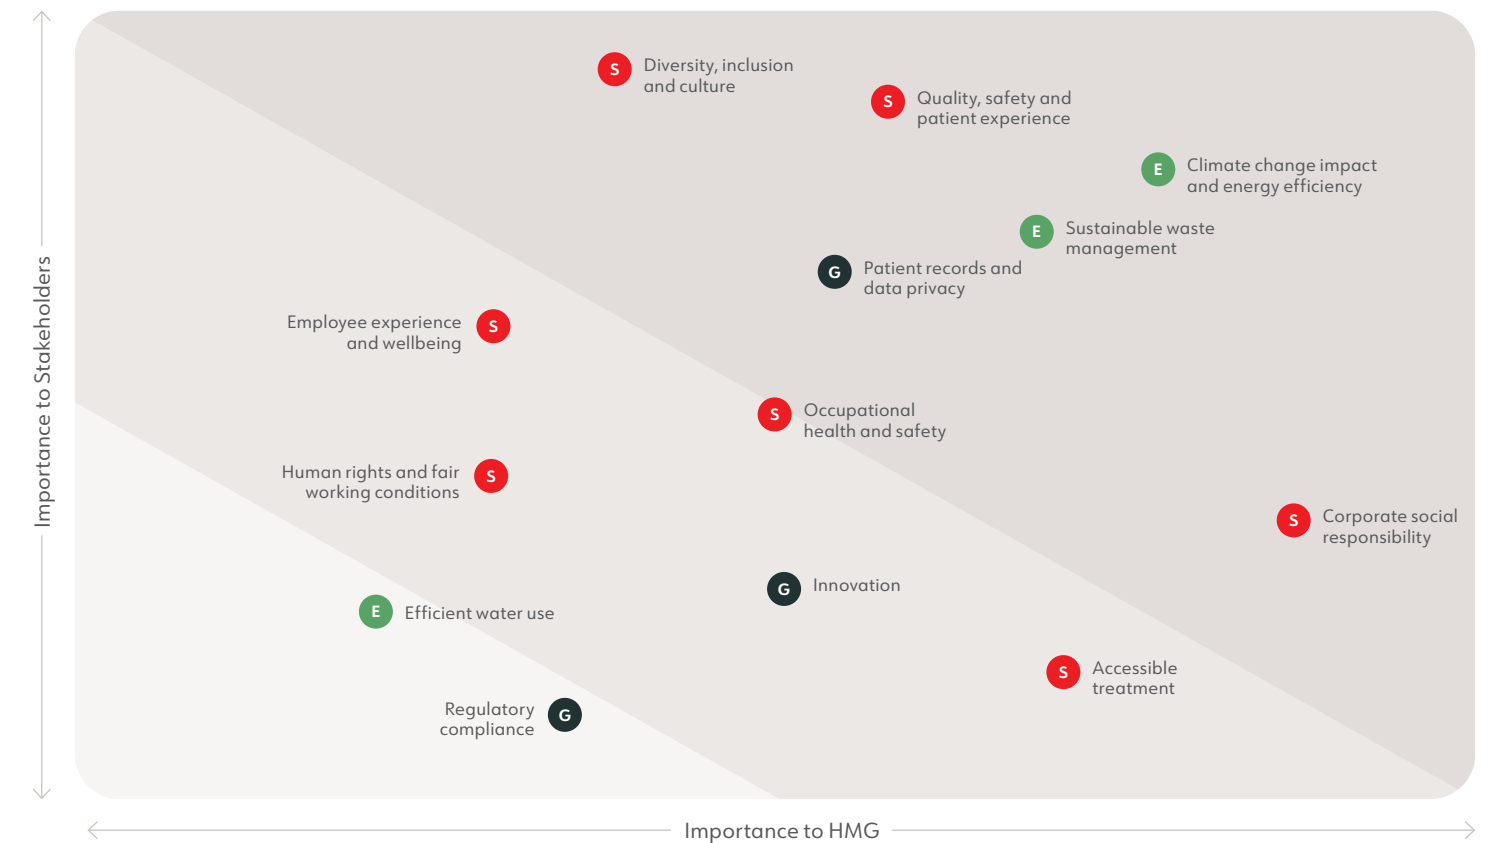 S
Diversity, inclusion
and culture
S
Quality, safety and
patient experience
E
Climate change impact
and energy efficiency
E
Sustainable waste
management
G
Patient records and
data privacy
Employee experience
and wellbeing
S
S
Occupational
health and safety
Human rights and fair
working conditions
S
S
Corporate social
responsibility
G
Innovation
E
Efficient water use
S
Accessible
treatment
Regulatory
compliance
G
Importance to Stakeholders
Importance to HMG